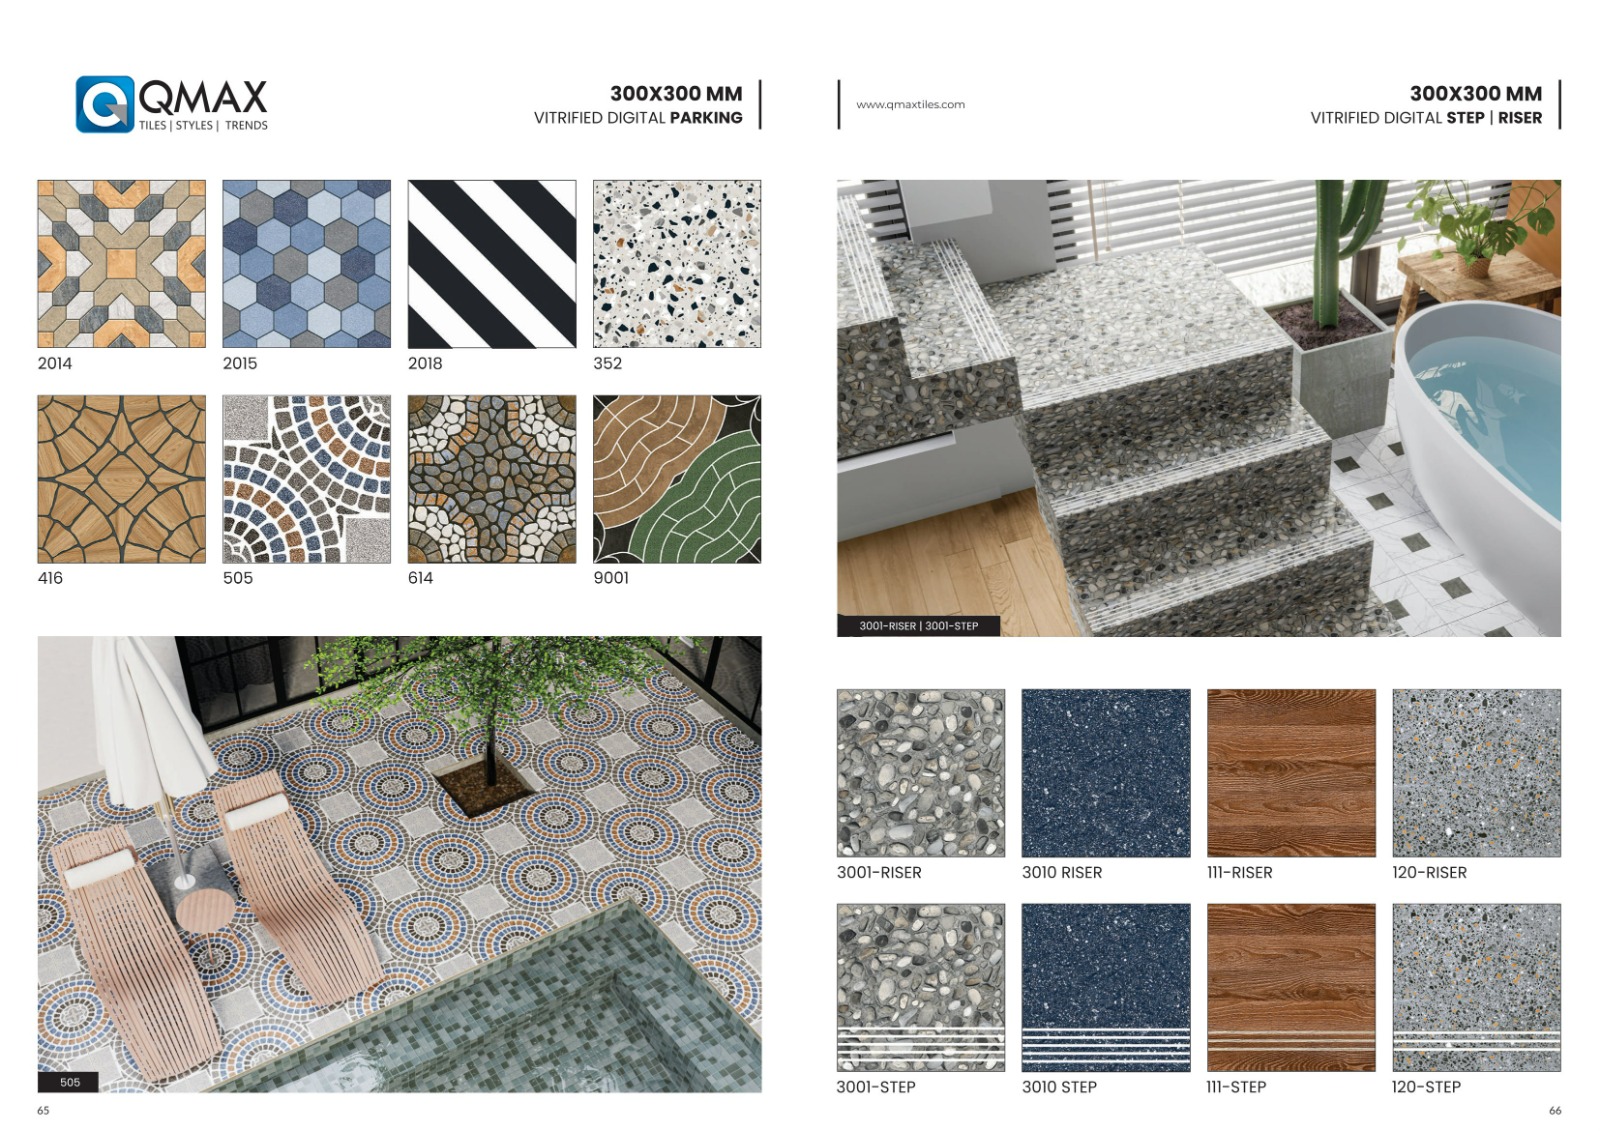 QMAX
TILES | STYLES | TRENDS
300X300 MM
VITRIFIED DIGITAL PARKING
2014
2015
2018
352
416
505
614
9001
505
65
www.qmaxtiles.com
300X300 MM
VITRIFIED DIGITAL STEP | RISER
3001-RISER | 3001-STEP
3001-RISER
3010 RISER
111-RISER
120-RISER
3001-STEP
3010 STEP
111-STEP
120-STEP
66